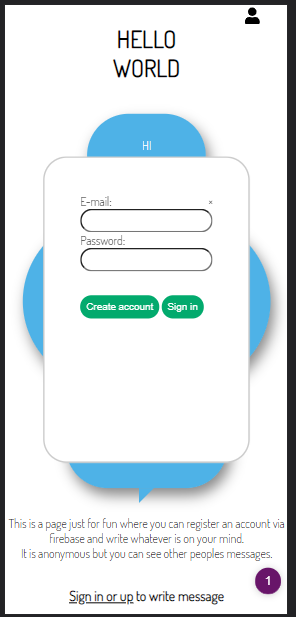 HELLO
WORLD
HI
E-mail: ×
Password:
Create account Sign in
This is a page just for fun where you can register an account via
firebase and write whatever is on your mind.
It is anonymous but you can see other peoples messages.
1
Sign in or up to write message